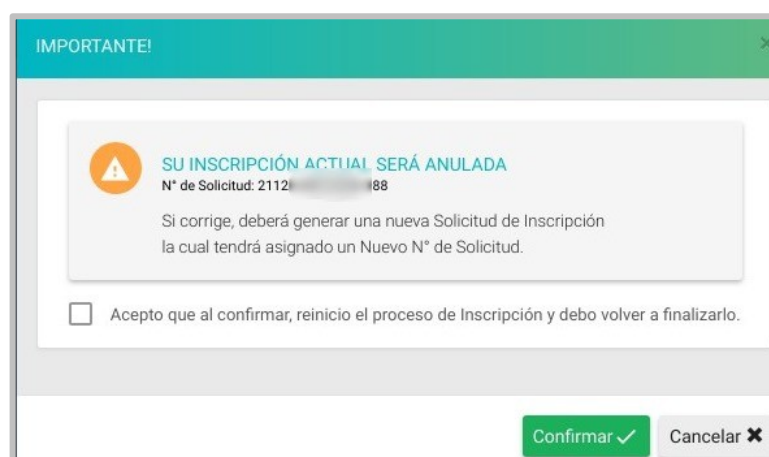 IMPORTANTE!
SU INSCRIPCIÓN ACTUAL SERÁ ANULADA
N° de Solicitud: 2112 88
Si corrige, deberá generar una nueva Solicitud de Inscripción
la cual tendrá asignado un Nuevo N° de Solicitud.
Acepto que al confirmar, reinicio el proceso de Inscripción y debo volver a finalizarlo.
Confirmar
Cancelar